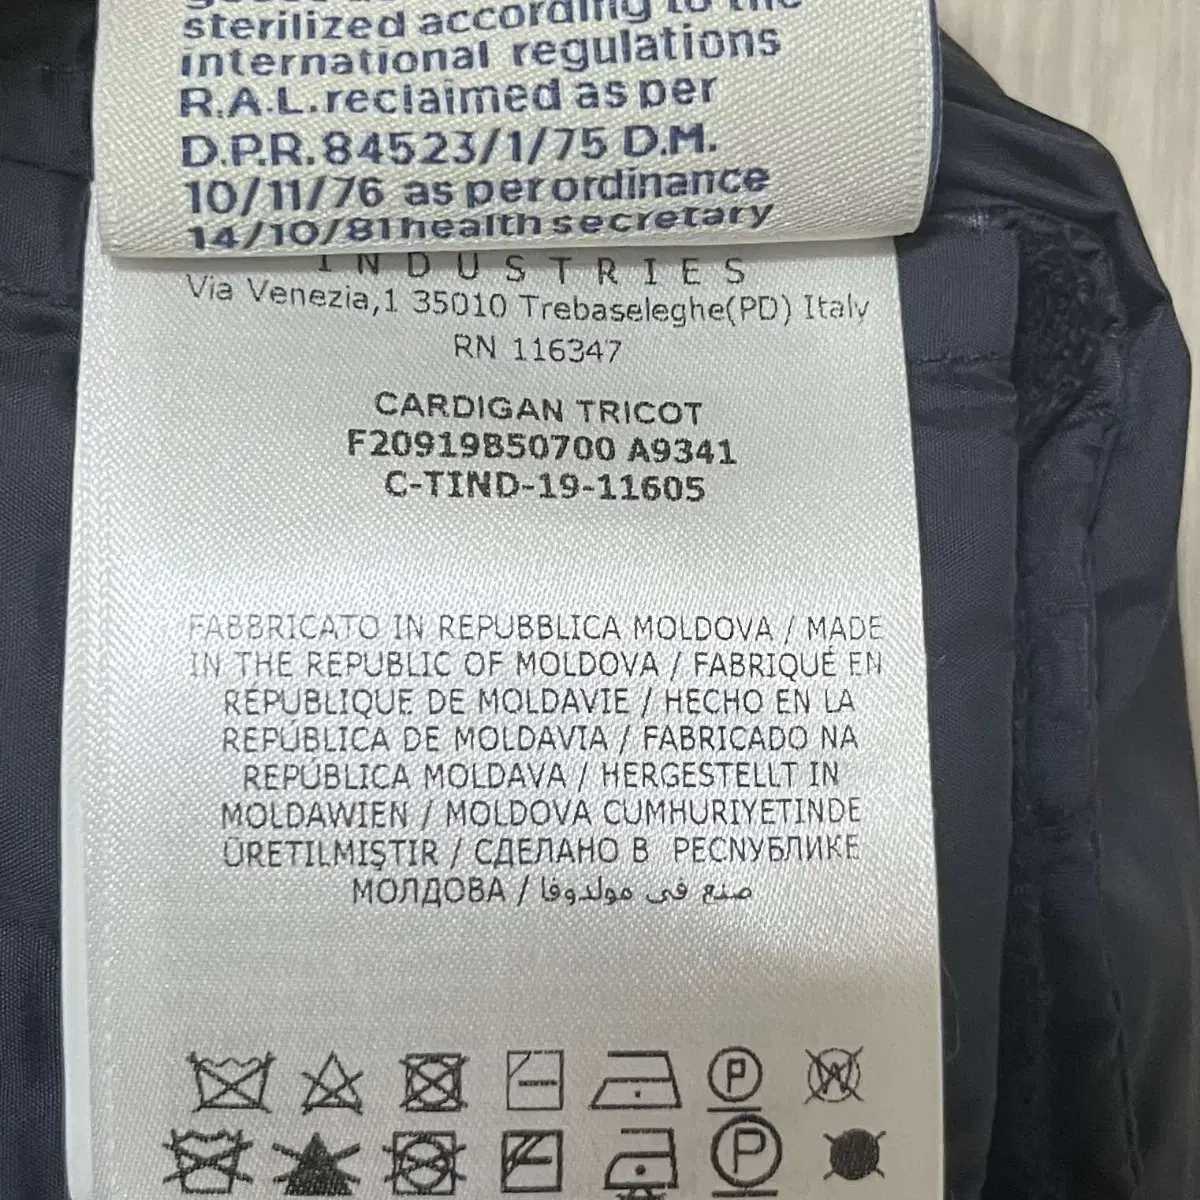 sterilized according to the
international regulations
R.A.L. reclaimed as per
D.P.R. 84523/1/75 D.M.
10/11/76 as per ordinance
14/10/81 health secretary
INDUSTRIES
Via Venezia,1 35010 Trebaseleghe(PD) Italy
RN 116347
CARDIGAN TRICOT
F20919B50700 A9341
C-TIND-19-11605
FABBRICATO IN REPUBBLICA MOLDOVA / MADE
IN THE REPUBLIC OF MOLDOVA / FABRIQUÉ EN
RÉPUBLIQUE DE MOLDAVIE / HECHO EN LA
REPÚBLICA DE MOLDAVIA / FABRICADO NA
REPÚBLICA MOLDAVA / HERGESTELLT IN
MOLDAWIEN / MOLDOVA CUMHURIYETINDE
ÜRETILMIŞTIR / СДЕЛАНО В РЕСПУБЛИКЕ
МОЛДОВА / صنع في مولدوفا
P W
P